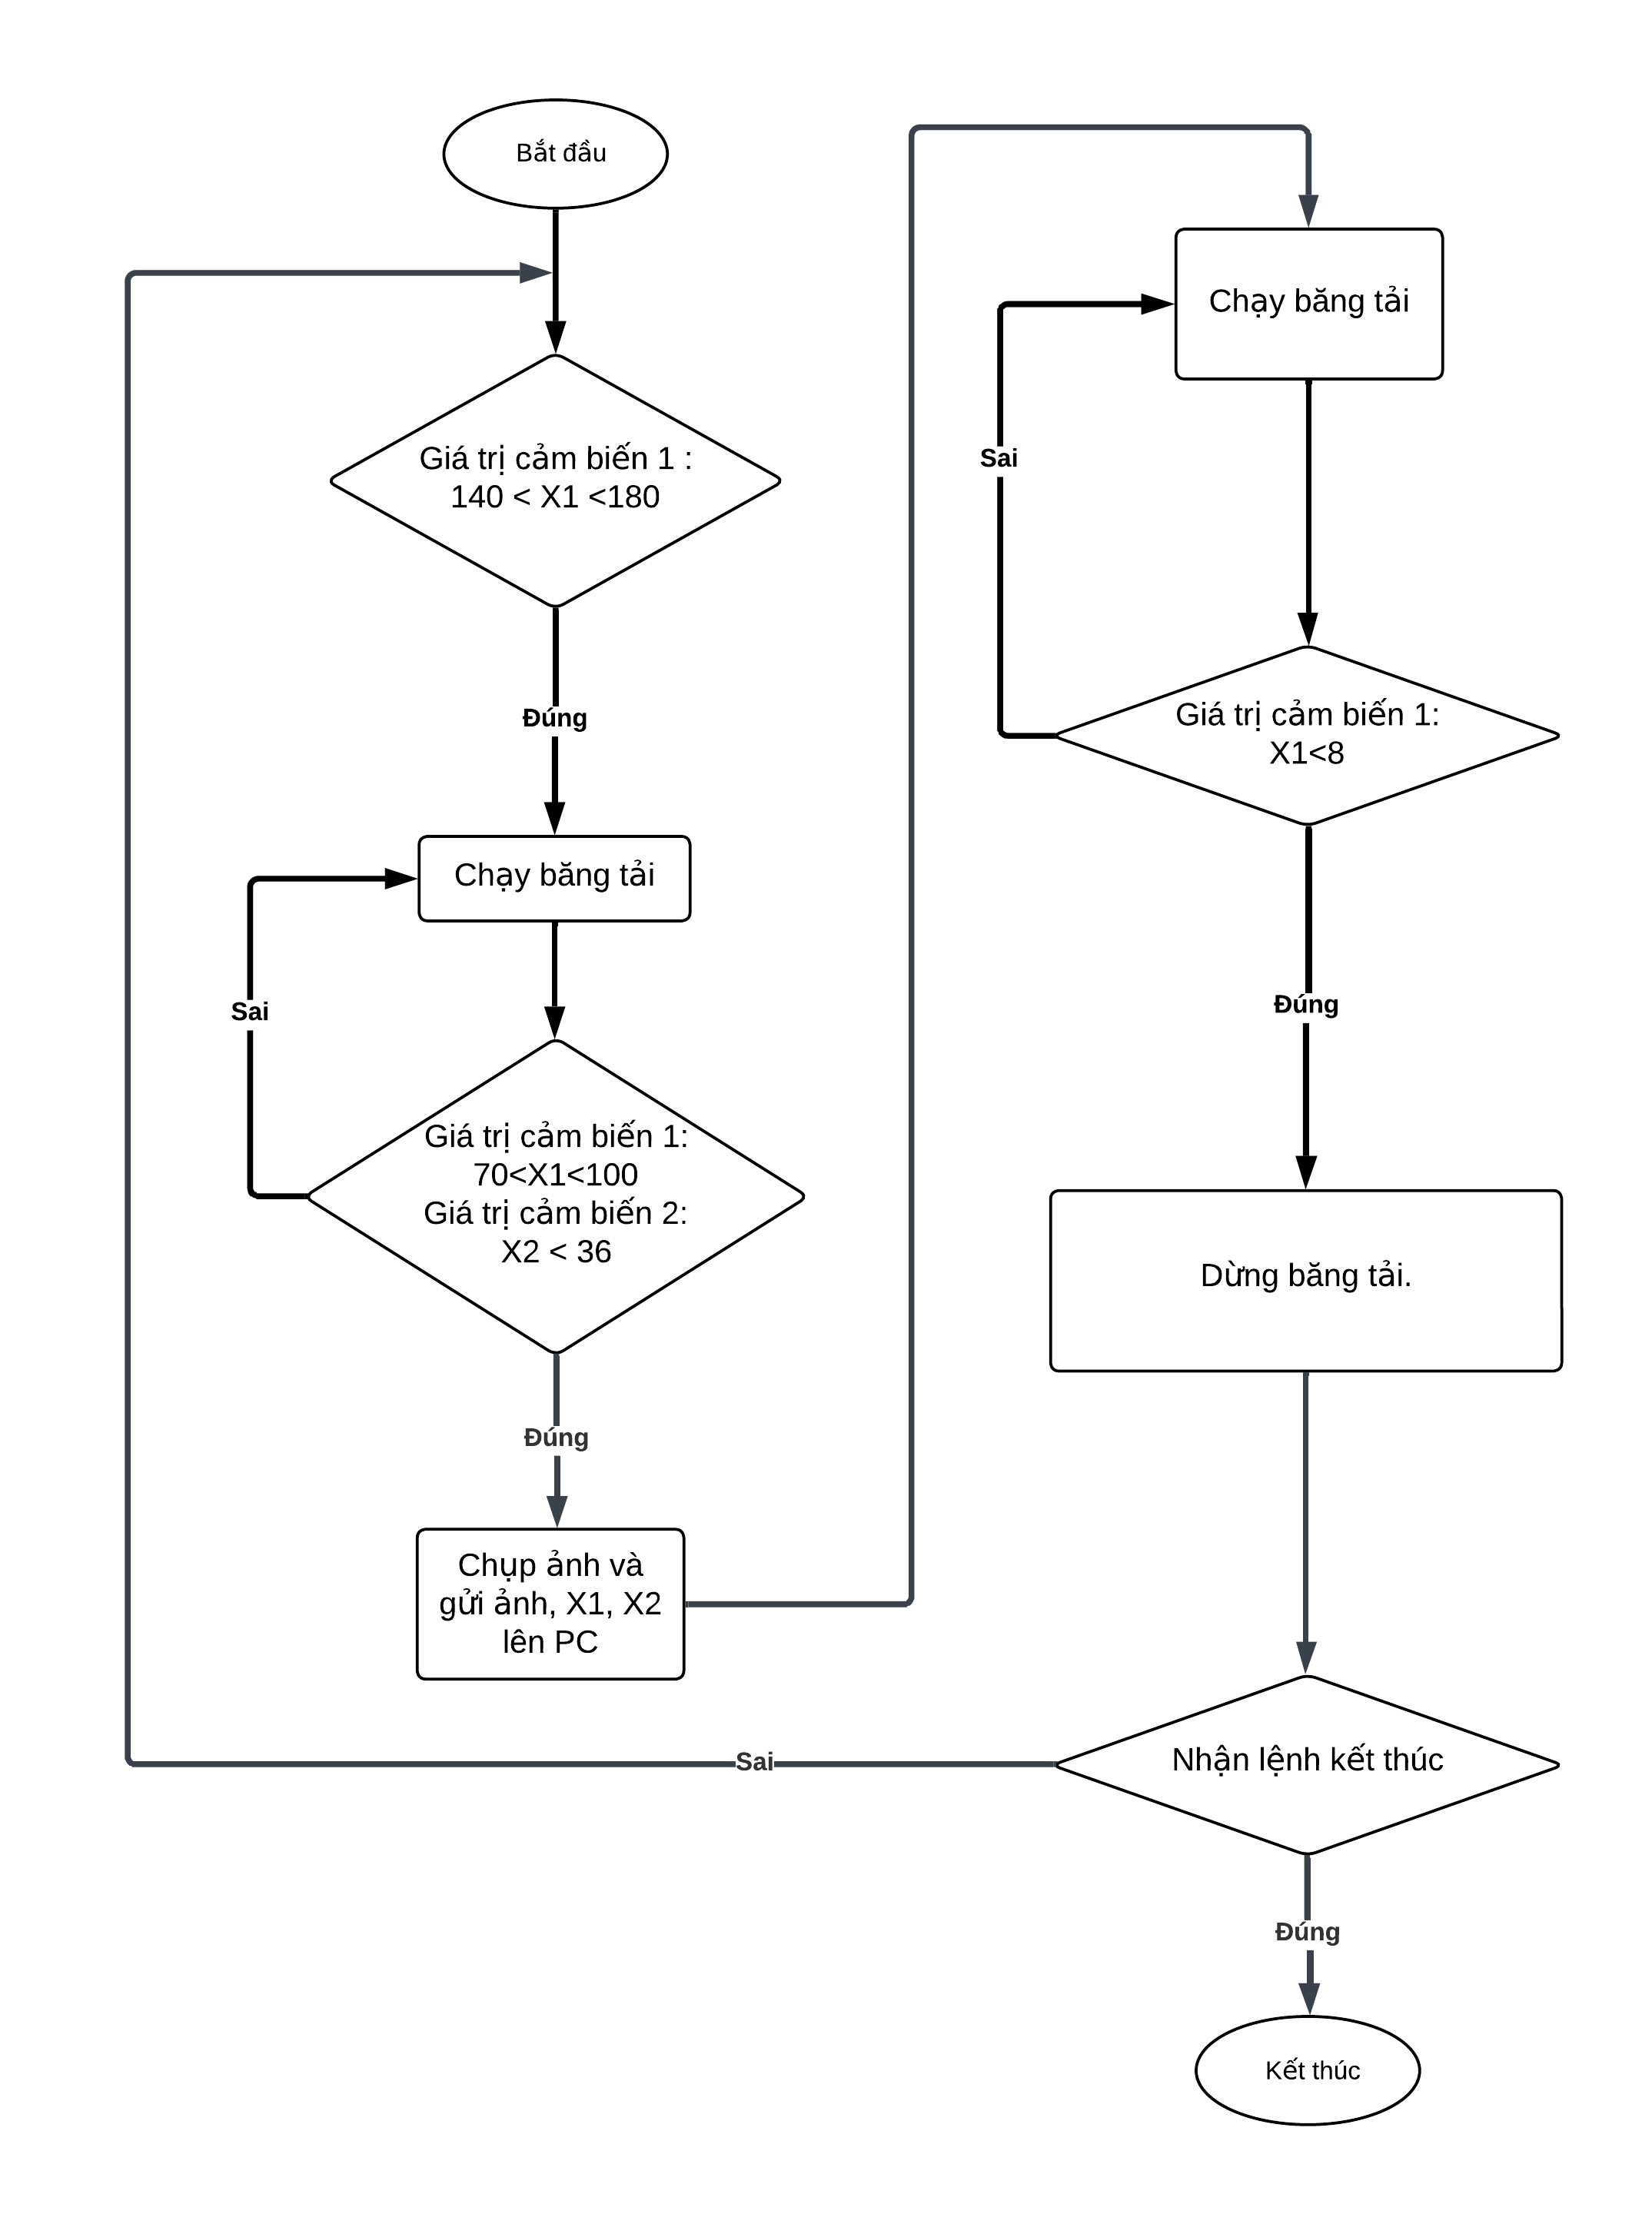 Bắt đầu
Giá trị cảm biến 1 :
140 < X1 <180
Đúng
Chạy băng tải
Sai
Giá trị cảm biến 1:
70<X1<100
Giá trị cảm biến 2:
X2 < 36
Đúng
Chụp ảnh và
gửi ảnh, X1, X2
lên PC
Chạy băng tải
Sai
Giá trị cảm biến 1:
X1<8
Đúng
Dừng băng tải.
Nhận lệnh kết thúc
Sai
Đúng
Kết thúc